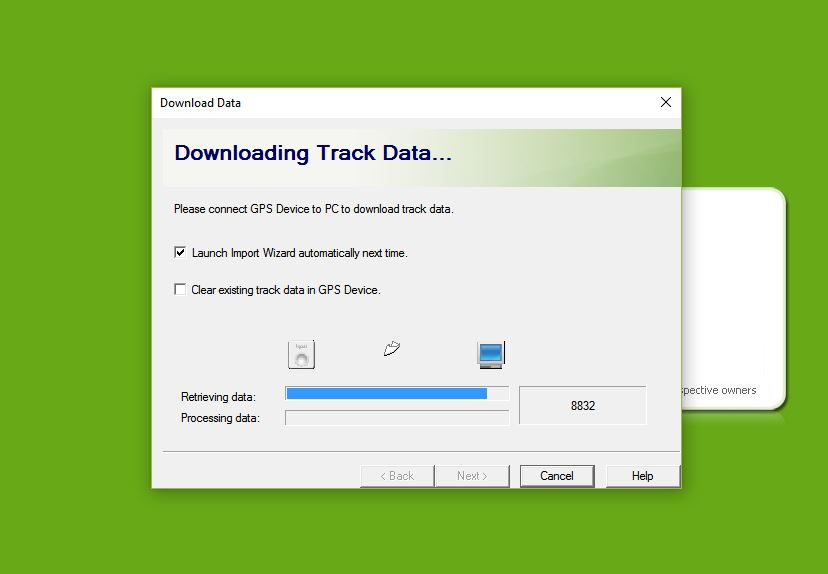 Download Data
Downloading Track Data...
Please connect GPS Device to PC to download track data.
Launch Import Wizard automatically next time.
Clear existing track data in GPS Device.
Retrieving data:
8832
Processing data:
spective owners
< Back
Next >
Cancel
Help